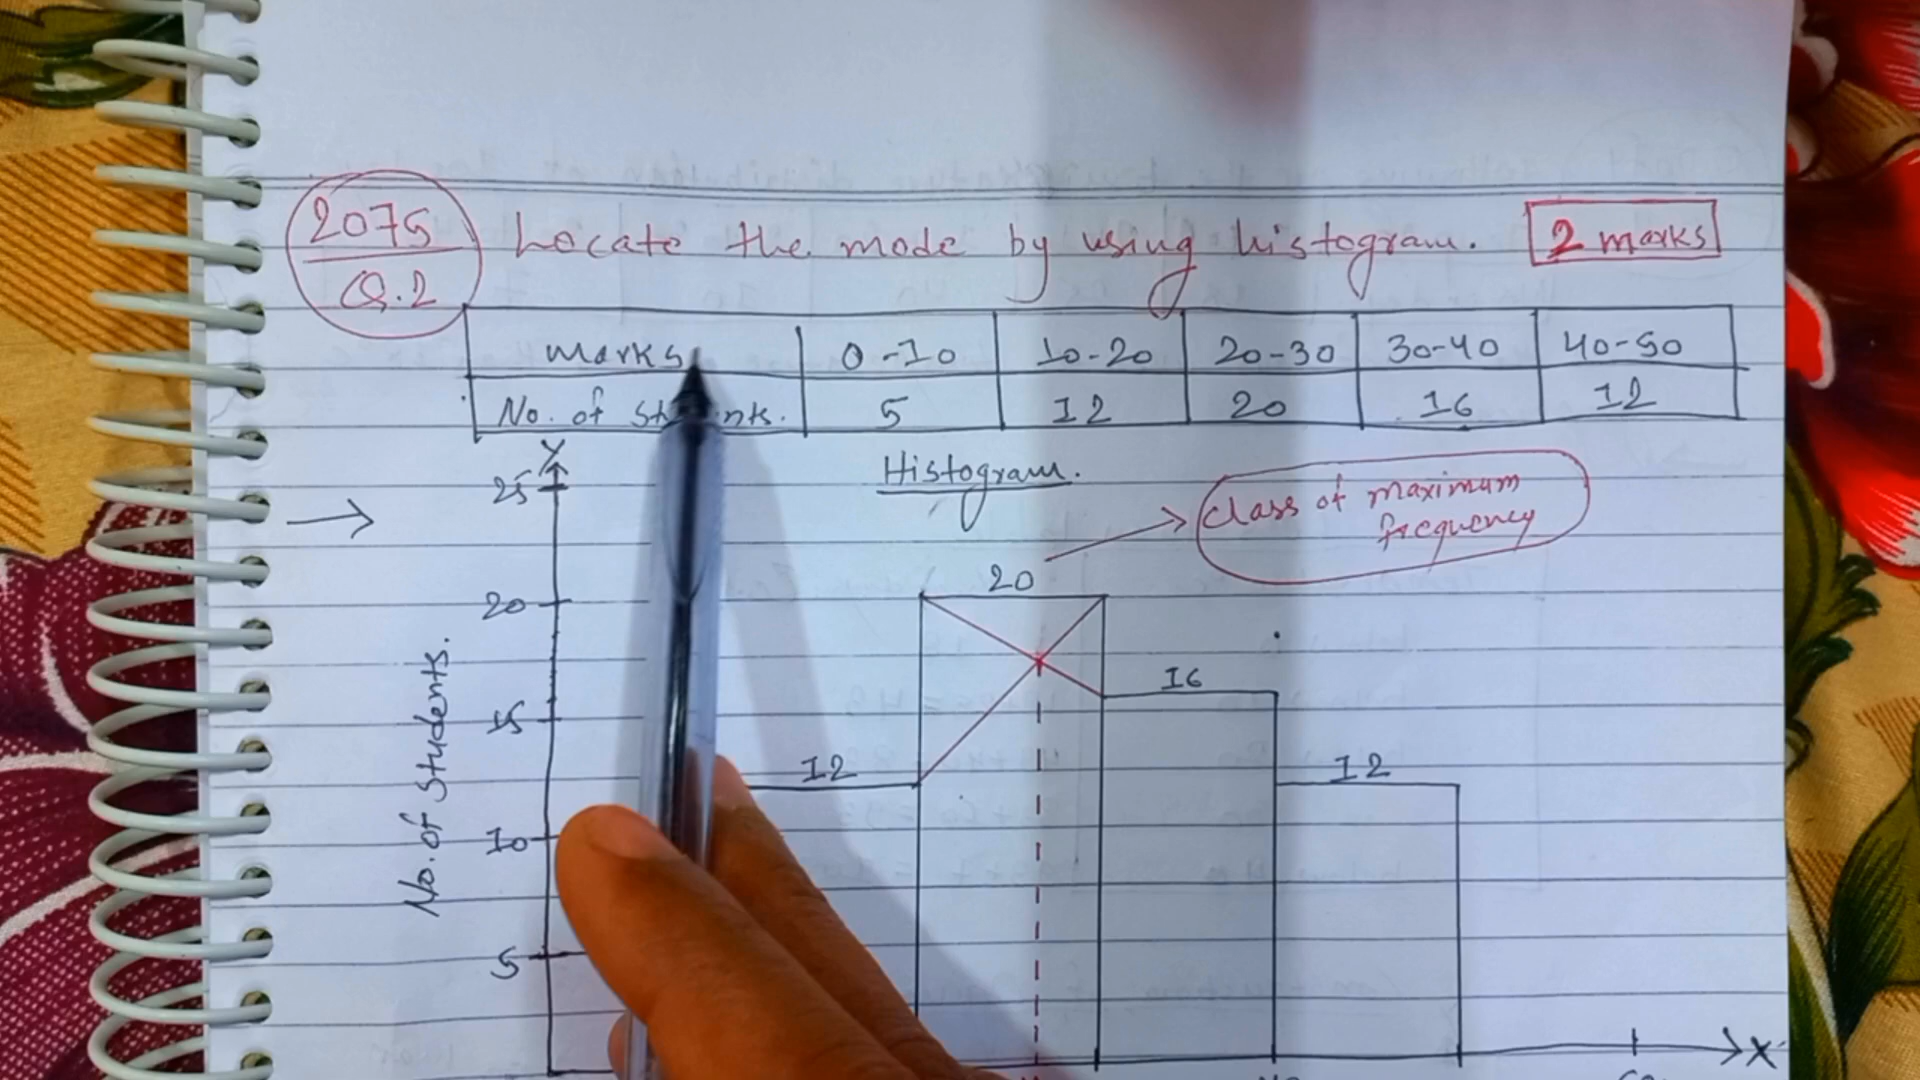 2075
Q.2
Locate the mode by using histogram.
2 marks
Marks 0-10 10-20 20-30 30-40 40-50
No. of 5 12 20 16 12
Y
Histogram.
25
class of maximum
frequency
20
20
16
15
12
12
10
No. of students.
5
X